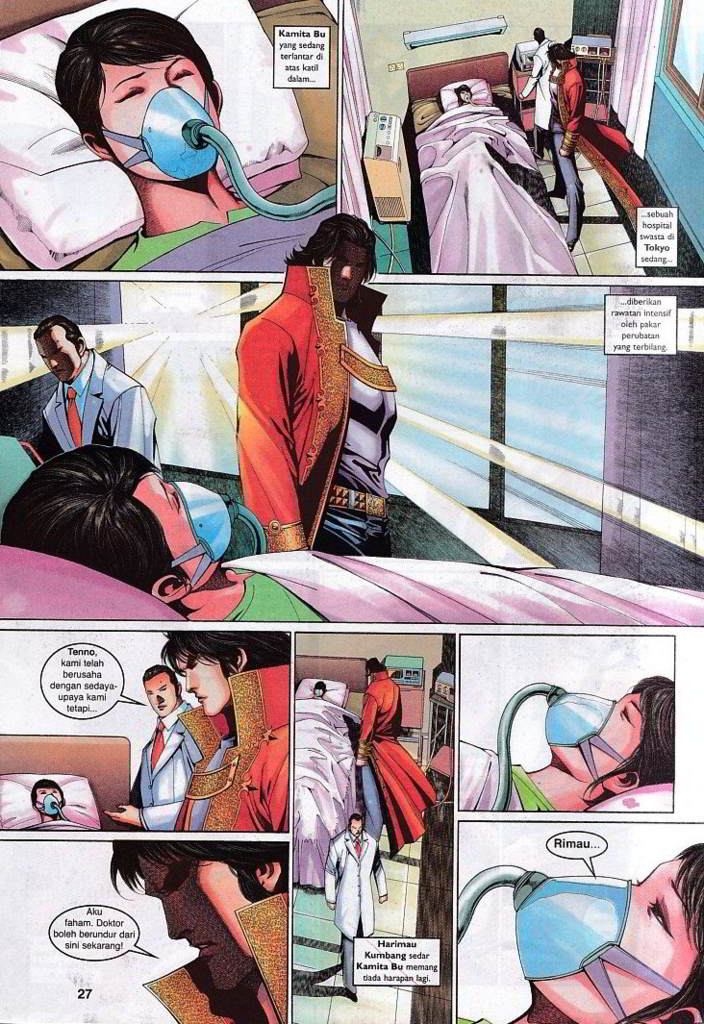 Kamita Bu
yang sedang
terlantar di
atas katil
dalam...
...sebuah
hospital
swasta di
Tokyo
sedang...
...diberikan
rawatan intensif
oleh pakar
perubatan
yang terbilang.
Tenno,
kami telah
berusaha
dengan sedaya-
upaya kami
tetapi...
Aku
faham. Doktor
boleh berundur dari
sini sekarang!
Harimau
Kumbang sedar
Kamita Bu memang
tiada harapan lagi.
Rimau...
27